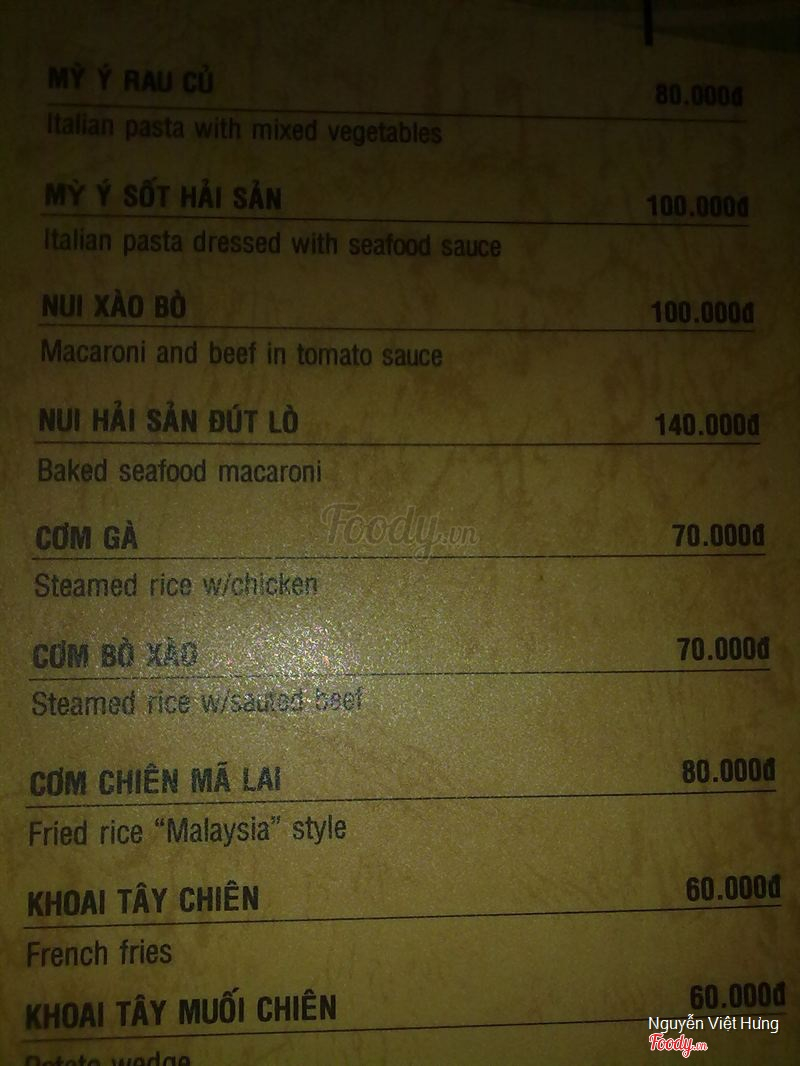 MỲ Ý RAU CỦ 80.000đ
Italian pasta with mixed vegetables
MỲ Ý SỐT HẢI SẢN 100.000đ
Italian pasta dressed with seafood sauce
NUI XÀO BÒ 100.000đ
Macaroni and beef in tomato sauce
NUI HẢI SẢN ĐÚT LÒ 140.000đ
Baked seafood macaroni
Foody.vn
CƠM GÀ 70.000đ
Steamed rice w/chicken
CƠM BÒ XÀO 70.000đ
Steamed rice w/sauted beef
CƠM CHIÊN MÃ LAI 80.000đ
Fried rice “Malaysia” style
KHOAI TÂY CHIÊN 60.000đ
French fries
KHOAI TÂY MUỐI CHIÊN 60.000đ
Nguyễn Việt Hưng
Foody.vn
Potato wedge